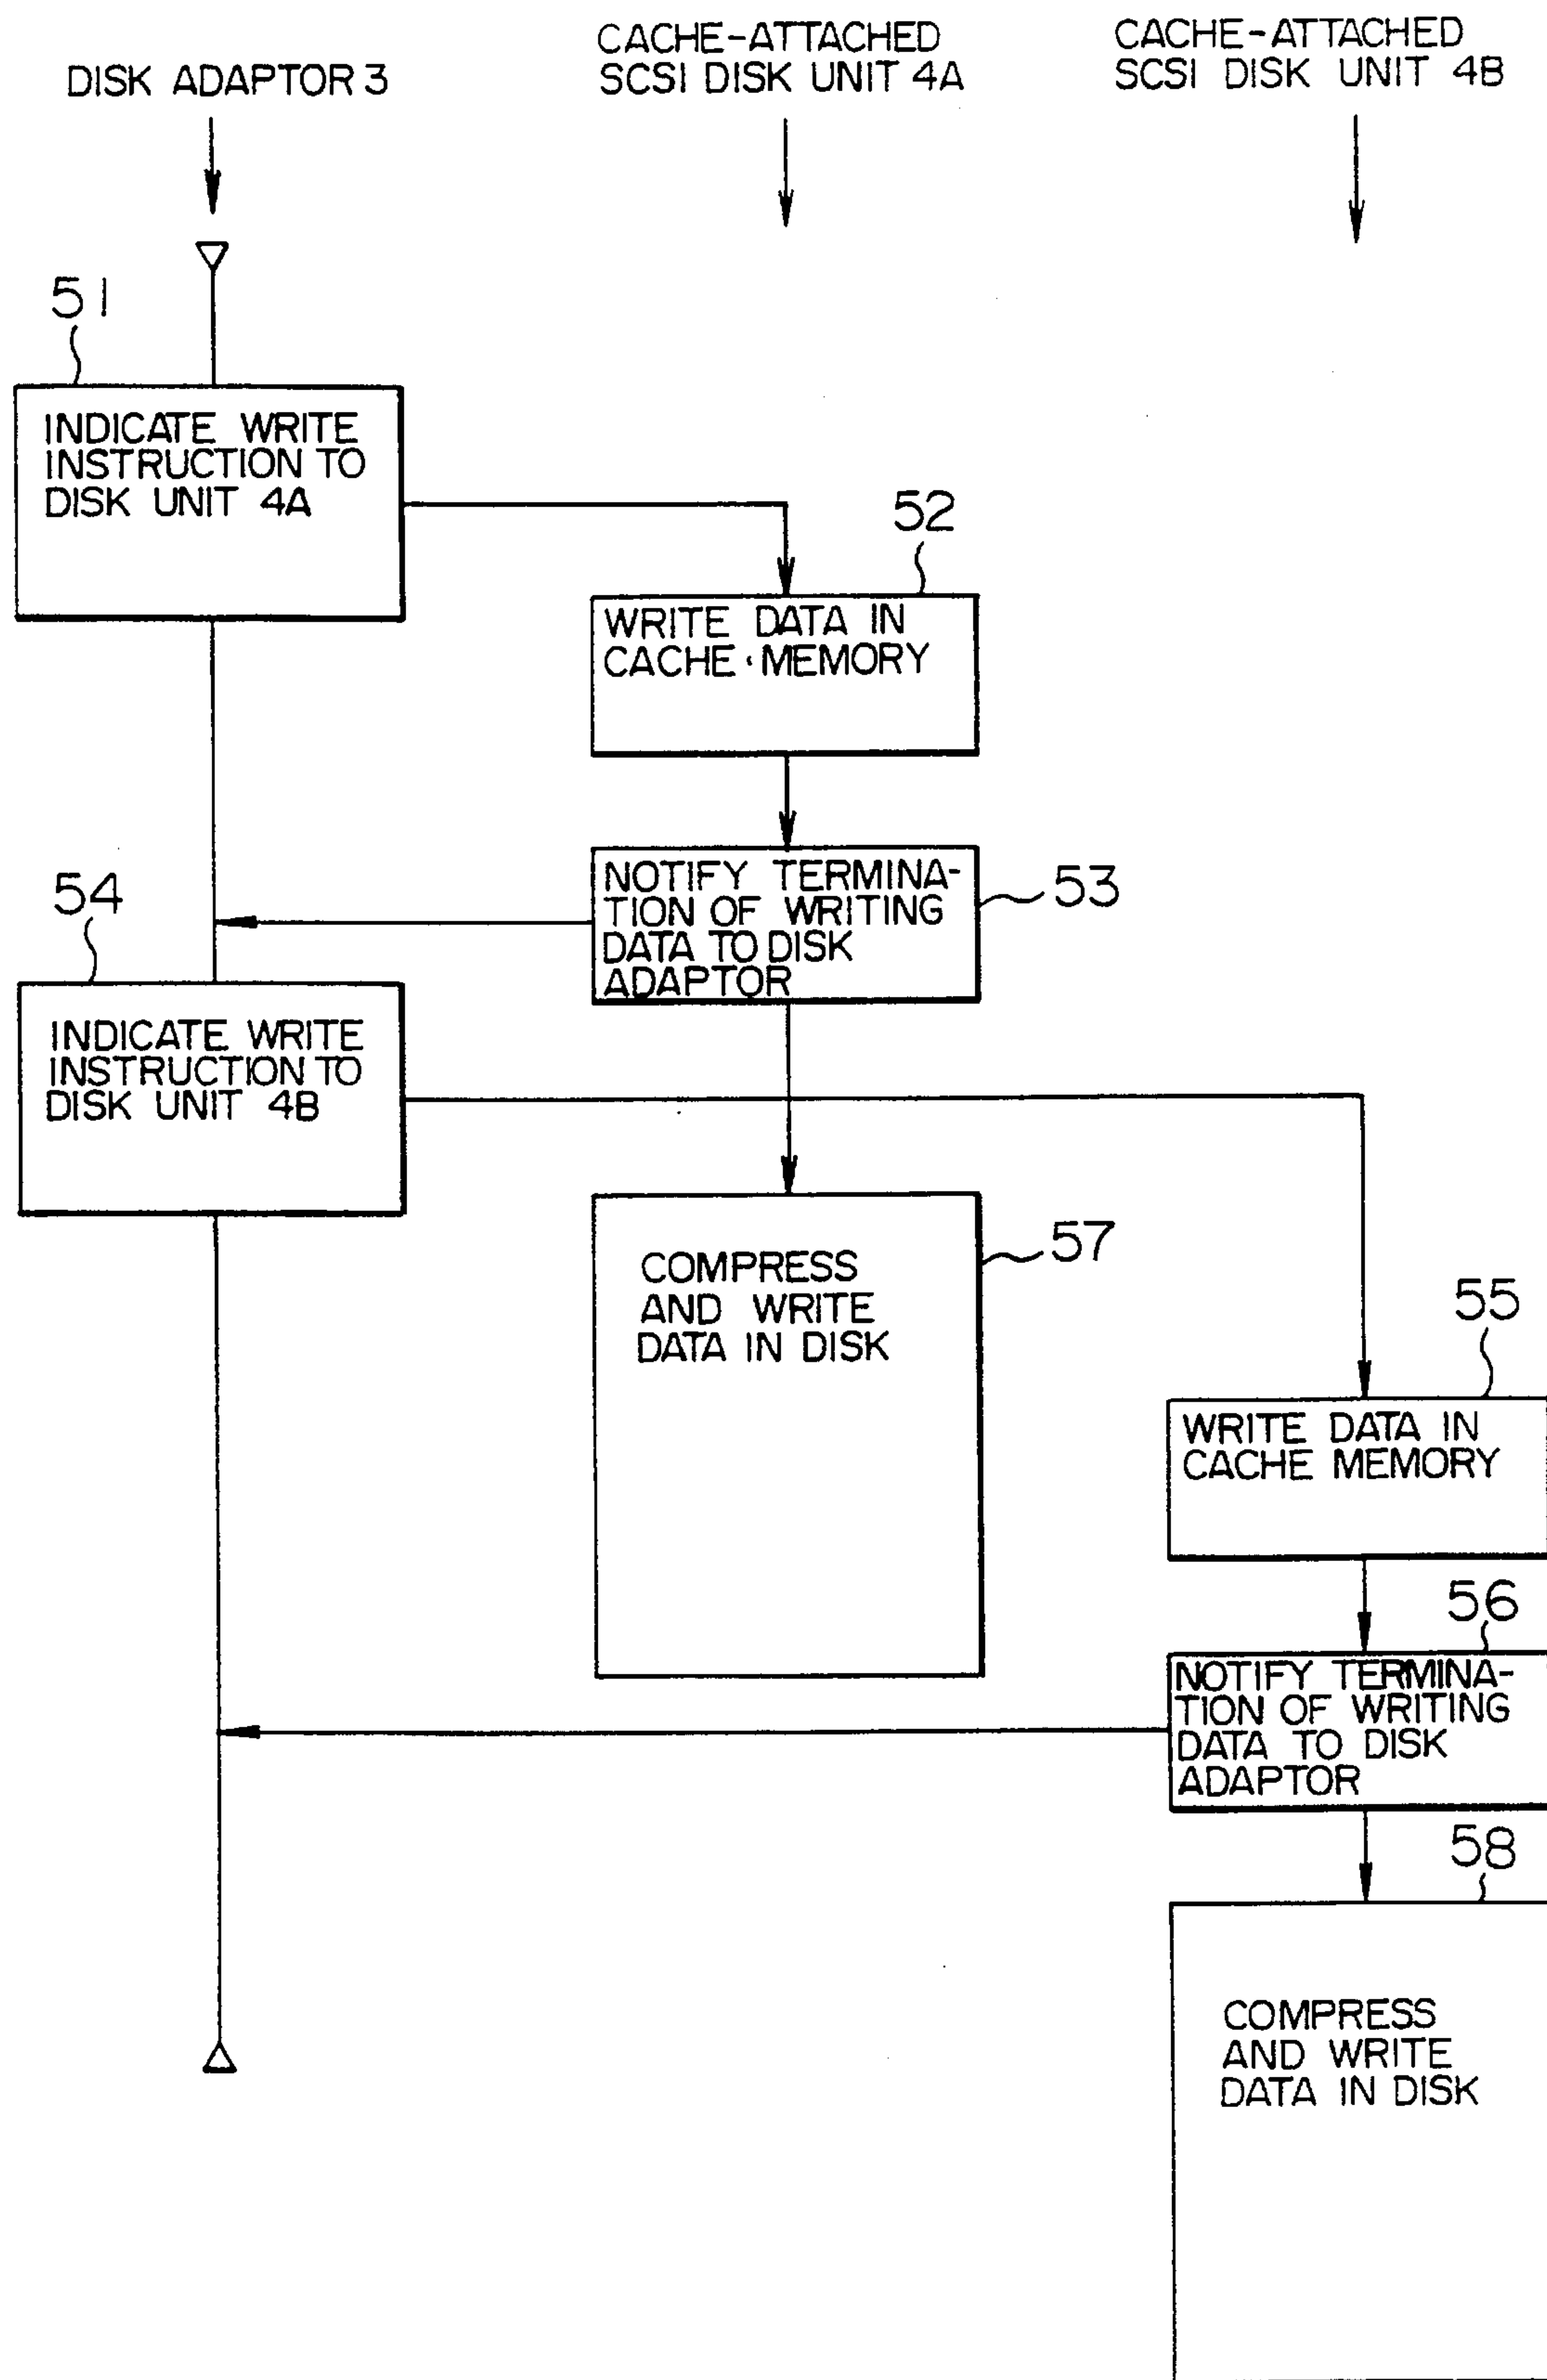 DISK ADAPTOR 3
CACHE-ATTACHED
SCSI DISK UNIT 4A
CACHE-ATTACHED
SCSI DISK UNIT 4B
51
INDICATE WRITE
INSTRUCTION TO
DISK UNIT 4A
52
WRITE DATA IN
CACHE MEMORY
53
NOTIFY TERMINA-
TION OF WRITING
DATA TO DISK
ADAPTOR
54
INDICATE WRITE
INSTRUCTION TO
DISK UNIT 4B
57
COMPRESS
AND WRITE
DATA IN DISK
55
WRITE DATA IN
CACHE MEMORY
56
NOTIFY TERMINA-
TION OF WRITING
DATA TO DISK
ADAPTOR
58
COMPRESS
AND WRITE
DATA IN DISK